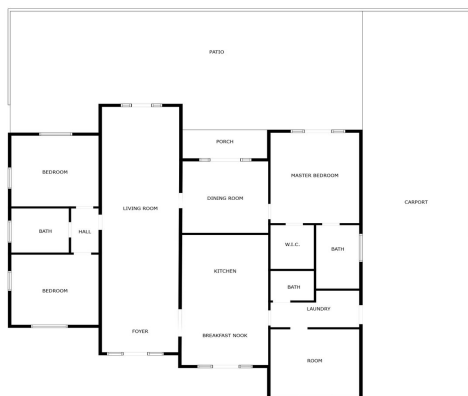 PATIO
PORCH
BEDROOM
MASTER BEDROOM
DINING ROOM
CARPORT
LIVING ROOM
BATH
HALL
W.I.C.
BATH
KITCHEN
BATH
BEDROOM
LAUNDRY
FOYER
BREAKFAST NOOK
ROOM